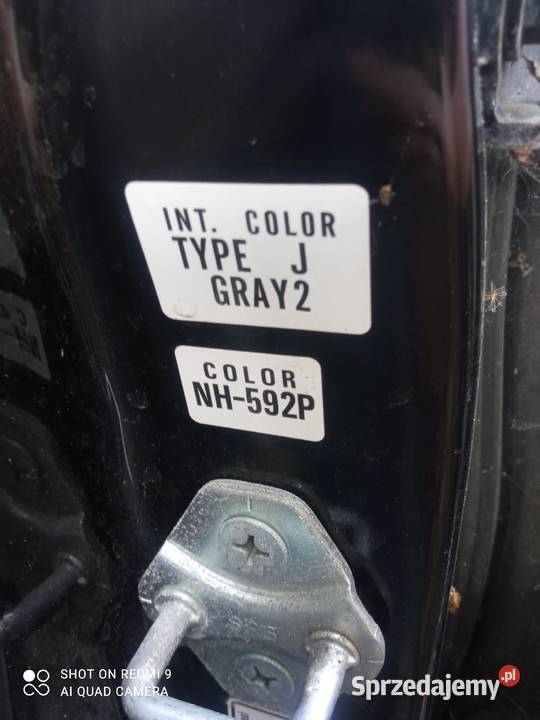 INT. COLOR
TYPE J
GRAY2
COLOR
NH-592P
SHOT ON REDMI 9
AI QUAD CAMERA
Sprzedajemy.pl